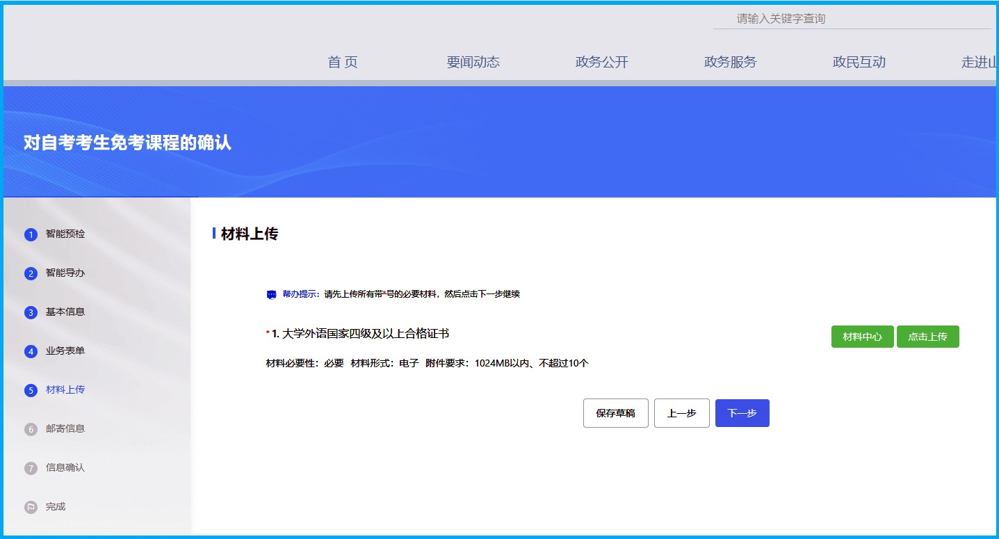 请输入关键字查询
首 页
要闻动态
政务公开
政务服务
政民互动
走进山
对自考考生免考课程的确认
1 智能预检
2 智能导办
3 基本信息
4 业务表单
5 材料上传
6 邮寄信息
7 信息确认
完成
材料上传
帮办提示：请先上传所有带*号的必要材料，然后点击下一步继续
*1. 大学外语国家四级及以上合格证书
材料中心
点击上传
材料必要性：必要 材料形式：电子 附件要求：1024MB以内、不超过10个
保存草稿
上一步
下一步